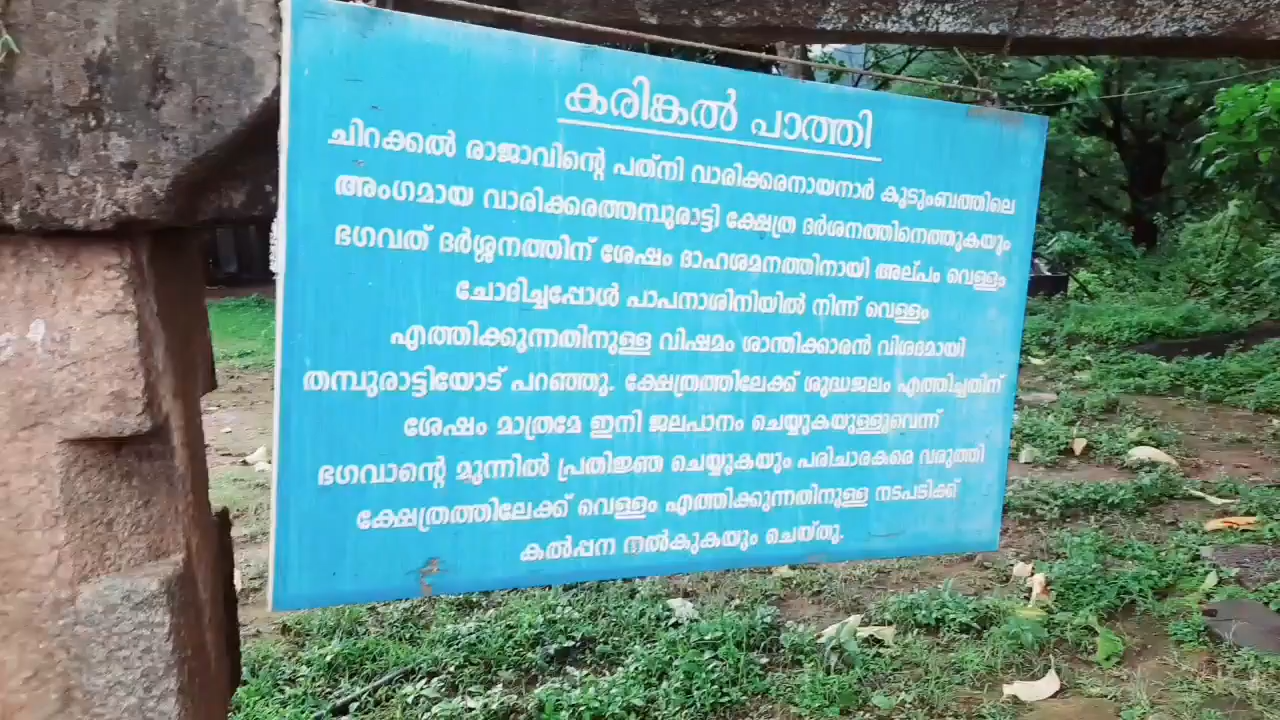 കരിങ്കൽ പാത്തി
ചിറക്കൽ രാജാവിന്റെ പത്‌നി വാരിക്കരനായനാർ കൂടുംബത്തിലെ
അംഗമായ വാരിക്കരത്തമ്പുരാട്ടി ക്ഷേത്ര ദർശനത്തിനെത്തുകയും
ഭഗവത് ദർശ്ശനത്തിന് ശേഷം ദാഹശമനത്തിനായി അല്പം വെള്ളം
ചോദിച്ചപ്പോൾ പാപനാശിനിയിൽ നിന്ന് വെള്ളം
എത്തിക്കൂന്നതിനുള്ള വിഷമം ശാന്തിക്കാരൻ വിശദമായി
തമ്പുരാട്ടിയോട് പറഞ്ഞു. ക്ഷേത്രത്തിലേക്ക് ശുദ്ധജലം എത്തിച്ചതിന്
ശേഷം മാത്രമേ ഇനി ജലപാനം ചെയ്യുകയുള്ളുവെന്ന്
ഭഗവാന്റെ മൂന്നിൽ പ്രതിജ്ഞ ചെയ്യുകയും പരിചാരകരെ വരുത്തി
ക്ഷേത്രത്തിലേക്ക് വെള്ളം എത്തിക്കുന്നതിനുള്ള നടപടിക്ക്
കൽപ്പന നൽകുകയും ചെയ്തു.